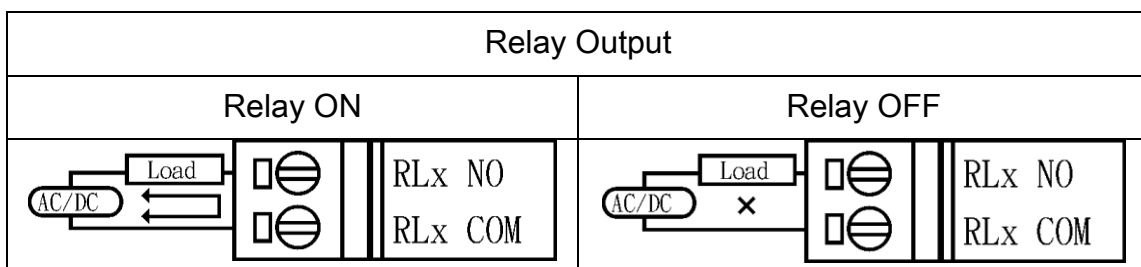 Relay Output
Relay ON
Relay OFF
Load
AC/DC
RLx NO
RLx COM
Load
AC/DC
RLx NO
RLx COM